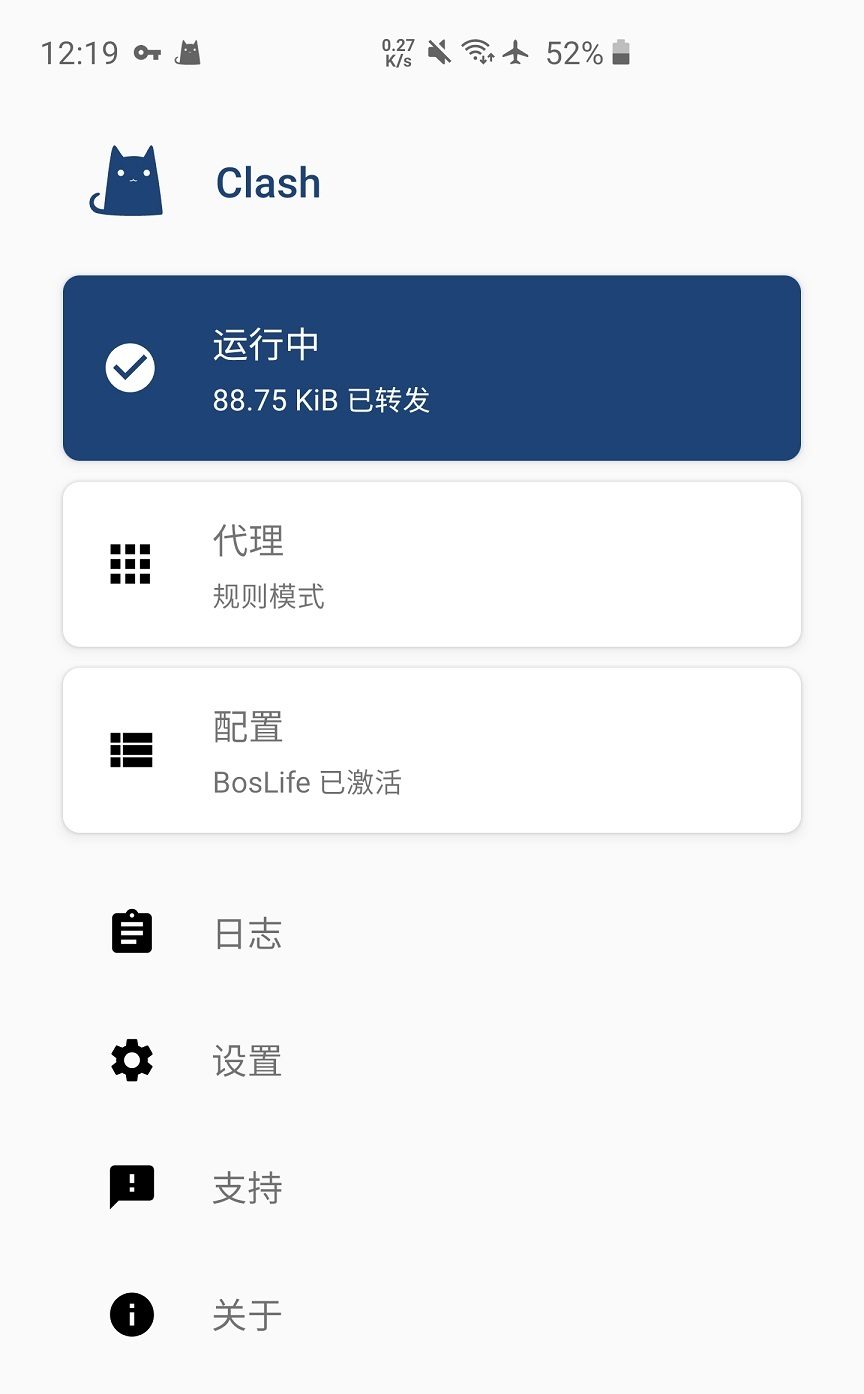 12:19
0.27
K/s
52%
Clash
运行中
88.75 KiB 已转发
代理
规则模式
配置
BosLife 已激活
日志
设置
支持
关于